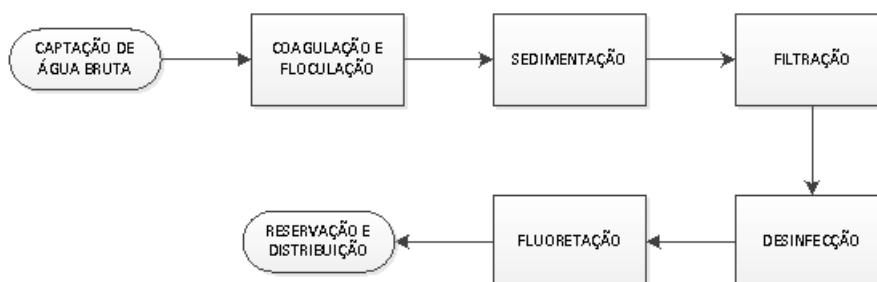 CAPTAÇÃO DE
ÁGUA BRUTA
COAGULAÇÃO E
FLOCULAÇÃO
SEDIMENTAÇÃO
FILTRAÇÃO
DESINFECÇÃO
FLUORETAÇÃO
RESERVAÇÃO E
DISTRIBUIÇÃO